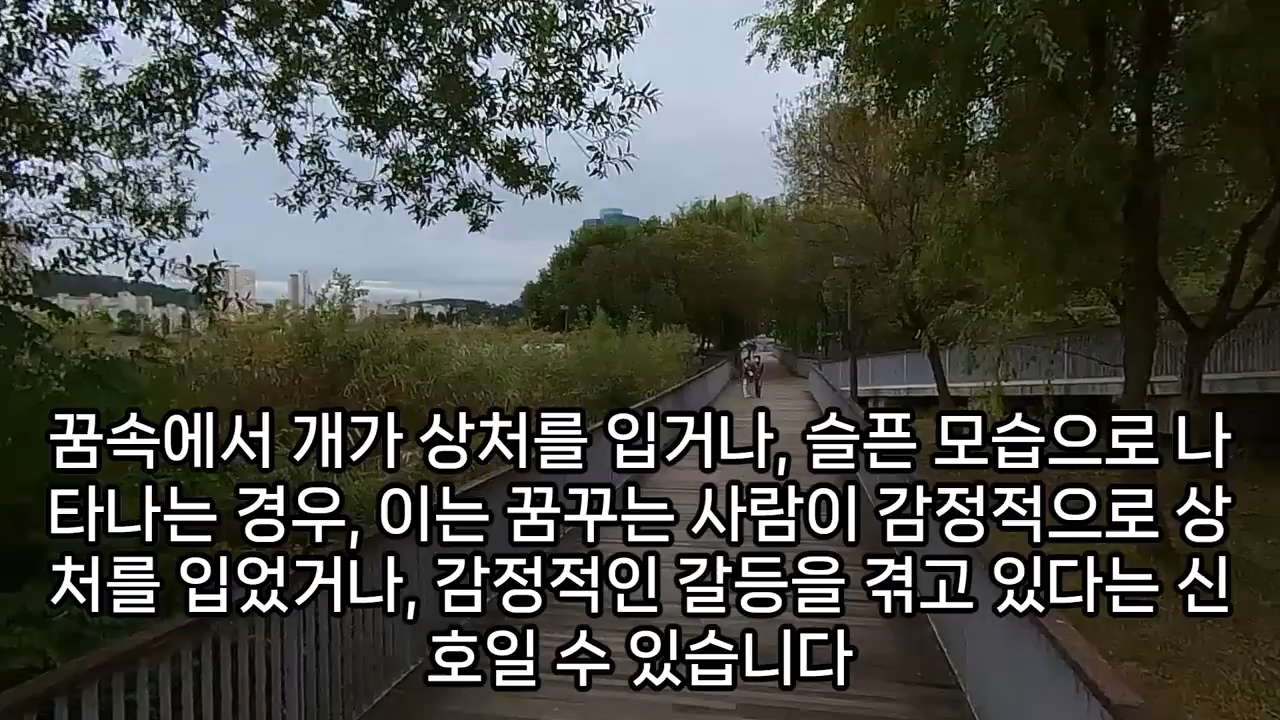 꿈속에서 개가 상처를 입거나, 슬픈 모습으로 나
타나는 경우, 이는 꿈꾸는 사람이 감정적으로 상
처를 입었거나, 감정적인 갈등을 겪고 있다는 신
호일 수 있습니다